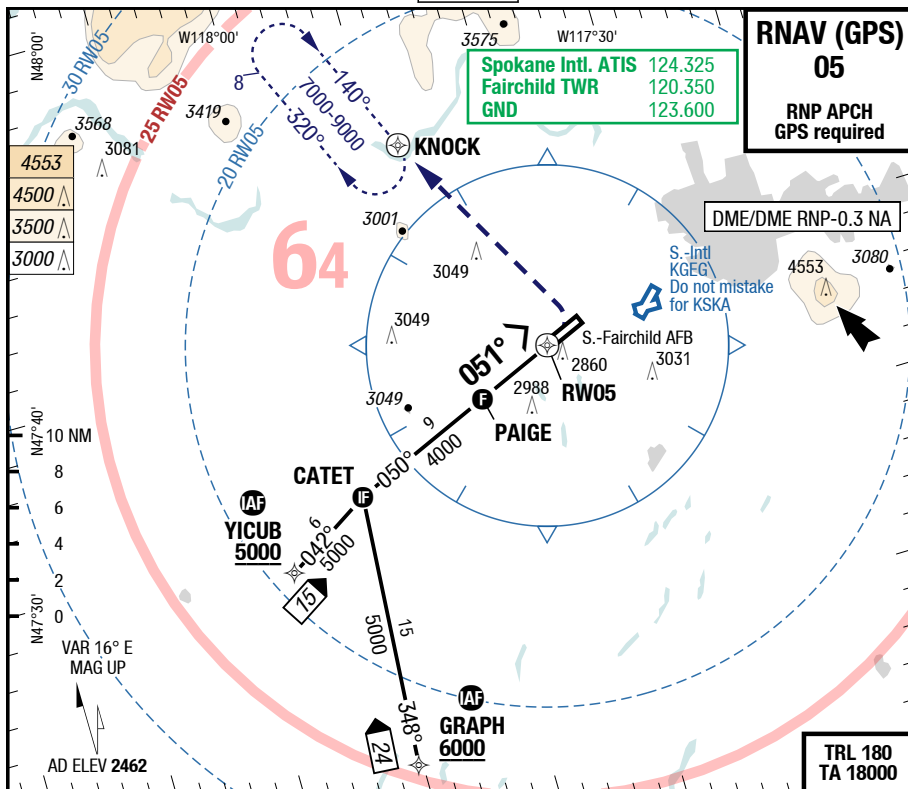 RNAV (GPS)
05
RNP APCH
GPS required
Spokane Intl. ATIS 124.325
Fairchild TWR 120.350
GND 123.600
N48°00'
W118°00'
W117°30'
30 RW05
25 RW05
20 RW05
3575
3568
3081
3419
8
140°
7000-9000
320°
KNOCK
4553
4500
3500
3000
DME/DME RNP-0.3 NA
64
3001
3049
S.-Intl
KGEG
Do not mistake
for KSKA
4553
3080
3049
S.-Fairchild AFB
2860
3031
RW05
051°
2988
3049
F
PAIGE
9
4000
050°
N47°40'
10 NM
8
6
4
2
0
CATET
IF
IAF
YICUB
5000
6
042°
5000
15
15
5000
348°
24
IAF
GRAPH
6000
N47°30'
VAR 16° E
MAG UP
AD ELEV 2462
TRL 180
TA 18000